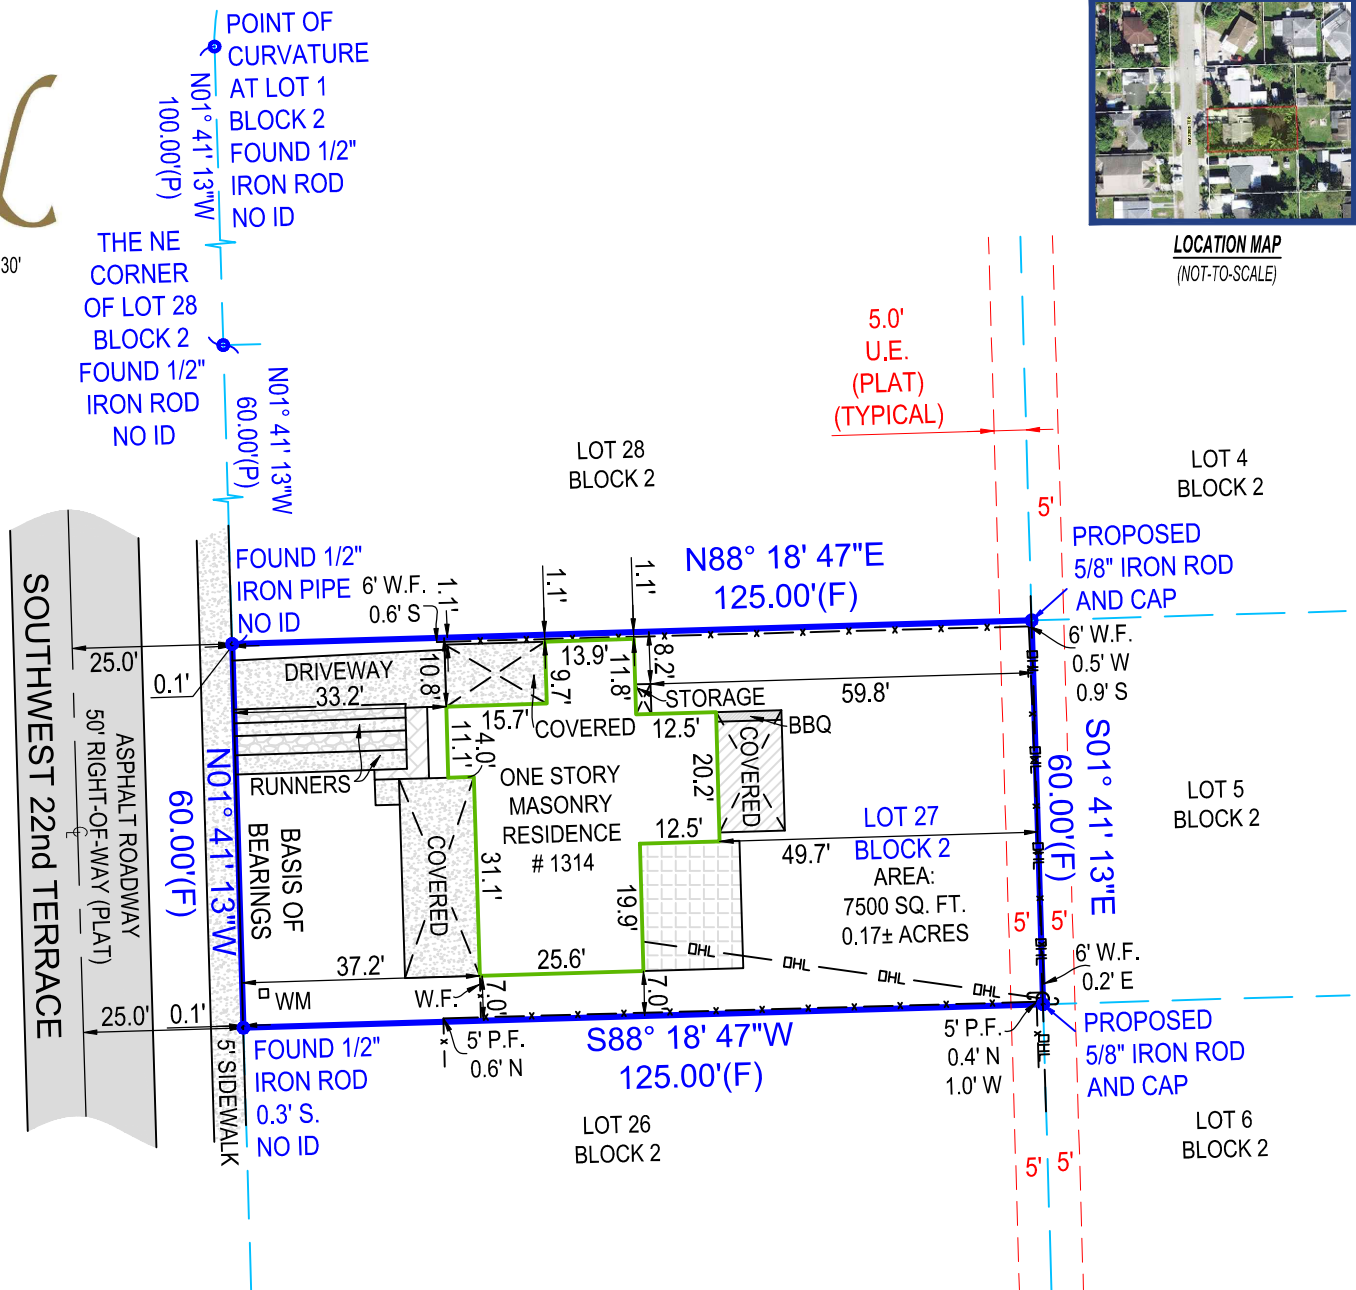 POINT OF
CURVATURE
AT LOT 1
BLOCK 2
FOUND 1/2"
IRON ROD
NO ID
N01° 41' 13"W
100.00'(P)
30'
THE NE
CORNER
OF LOT 28
BLOCK 2
FOUND 1/2"
IRON ROD
NO ID
N01° 41' 13"W
60.00'(P)
LOCATION MAP
(NOT-TO-SCALE)
5.0'
U.E.
(PLAT)
(TYPICAL)
LOT 28
BLOCK 2
LOT 4
BLOCK 2
5'
PROPOSED
5/8" IRON ROD
AND CAP
FOUND 1/2"
IRON PIPE
NO ID
6' W.F.
0.6' S
1.1'
1.1'
1.1'
N88° 18' 47"E
125.00'(F)
6' W.F.
0.5' W
0.9' S
SOUTHWEST 22nd TERRACE
ASPHALT ROADWAY
50' RIGHT-OF-WAY (PLAT)
25.0'
0.1'
DRIVEWAY
33.2'
10.8'
13.9'
9.7'
11.8'
8.2'
STORAGE
59.8'
15.7'
COVERED
12.5'
BBQ
11.1'
4.0'
RUNNERS
ONE STORY
MASONRY
RESIDENCE
# 1314
20.2'
COVERED
12.5'
49.7'
LOT 27
BLOCK 2
AREA:
7500 SQ. FT.
0.17± ACRES
S01° 41' 13"E
60.00'(F)
LOT 5
BLOCK 2
N01° 41' 13"W
60.00'(F)
BASIS OF
BEARINGS
COVERED
31.1'
19.9'
25.6'
37.2'
W.F.
7.0'
7.0'
WM
OHL
OHL
OHL
OHL
OHL
OHL
OHL
OHL
OHL
5'
5'
6' W.F.
0.2' E
25.0'
0.1'
5' SIDEWALK
FOUND 1/2"
IRON ROD
0.3' S.
NO ID
5' P.F.
0.6' N
S88° 18' 47"W
125.00'(F)
5' P.F.
0.4' N
1.0' W
PROPOSED
5/8" IRON ROD
AND CAP
LOT 26
BLOCK 2
LOT 6
BLOCK 2
5'
5'